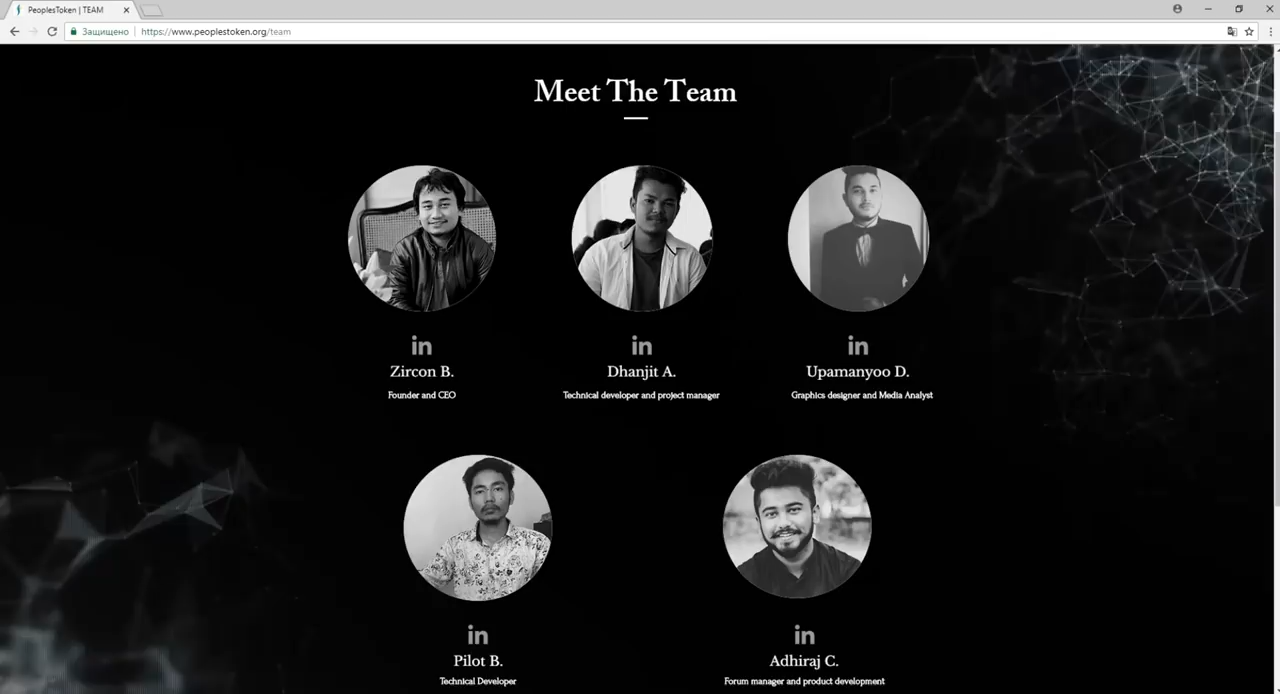 PeoplesToken | TEAM
Защищено
https://www.peoplestoken.org/team
Meet The Team
in in in
Zircon B. Dhanjit A. Upamanyoo D.
Founder and CEO Technical developer and project manager Graphics designer and Media Analyst
in in
Pilot B. Adhiraj C.
Technical Developer Forum manager and product development